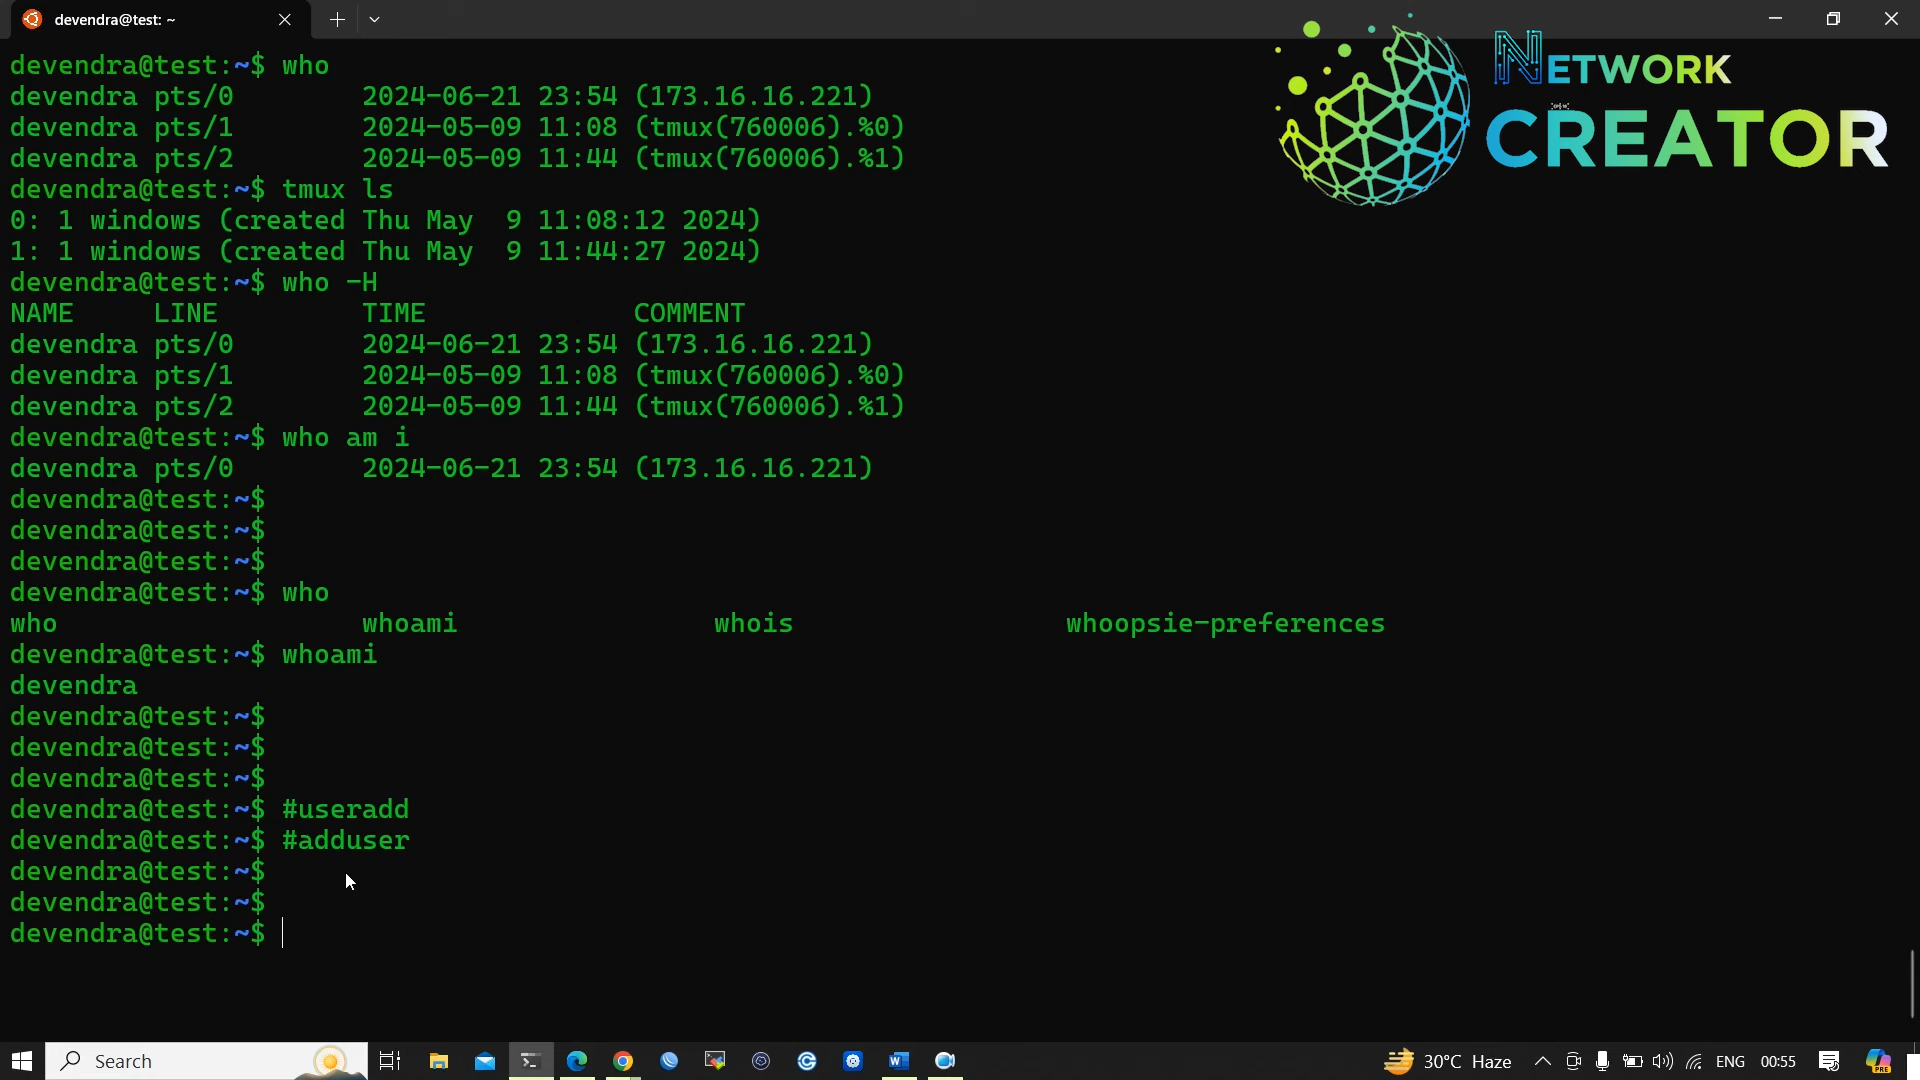 devendra@test: ~
NETWORK
CREATOR
devendra@test:~$ who
devendra pts/0        2024-06-21 23:54 (173.16.16.221)
devendra pts/1        2024-05-09 11:08 (tmux(760006).%0)
devendra pts/2        2024-05-09 11:44 (tmux(760006).%1)
devendra@test:~$ tmux ls
0: 1 windows (created Thu May  9 11:08:12 2024)
1: 1 windows (created Thu May  9 11:44:27 2024)
devendra@test:~$ who -H
NAME     LINE         TIME             COMMENT
devendra pts/0        2024-06-21 23:54 (173.16.16.221)
devendra pts/1        2024-05-09 11:08 (tmux(760006).%0)
devendra pts/2        2024-05-09 11:44 (tmux(760006).%1)
devendra@test:~$ who am i
devendra pts/0        2024-06-21 23:54 (173.16.16.221)
devendra@test:~$
devendra@test:~$
devendra@test:~$
devendra@test:~$ who
who                   whoami                whois                 whoopsie-preferences
devendra@test:~$ whoami
devendra
devendra@test:~$
devendra@test:~$
devendra@test:~$
devendra@test:~$ #useradd
devendra@test:~$ #adduser
devendra@test:~$
devendra@test:~$
devendra@test:~$
Search
30°C Haze
ENG
00:55
PRE